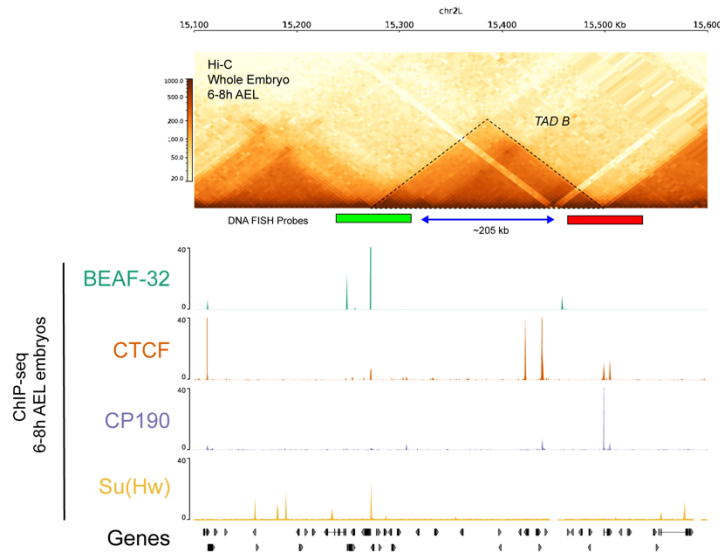 chr2L
15,100 15,200 15,300 15,400 15,500 Kb 15,600
Hi-C
Whole Embryo
6-8h AEL
TAD B
1000.0
500.0
200.0
100.0
50.0
20.0
DNA FISH Probes
~205 kb
ChIP-seq
6-8h AEL embryos
BEAF-32
40
0
CTCF
40
0
CP190
40
0
Su(Hw)
40
0
Genes